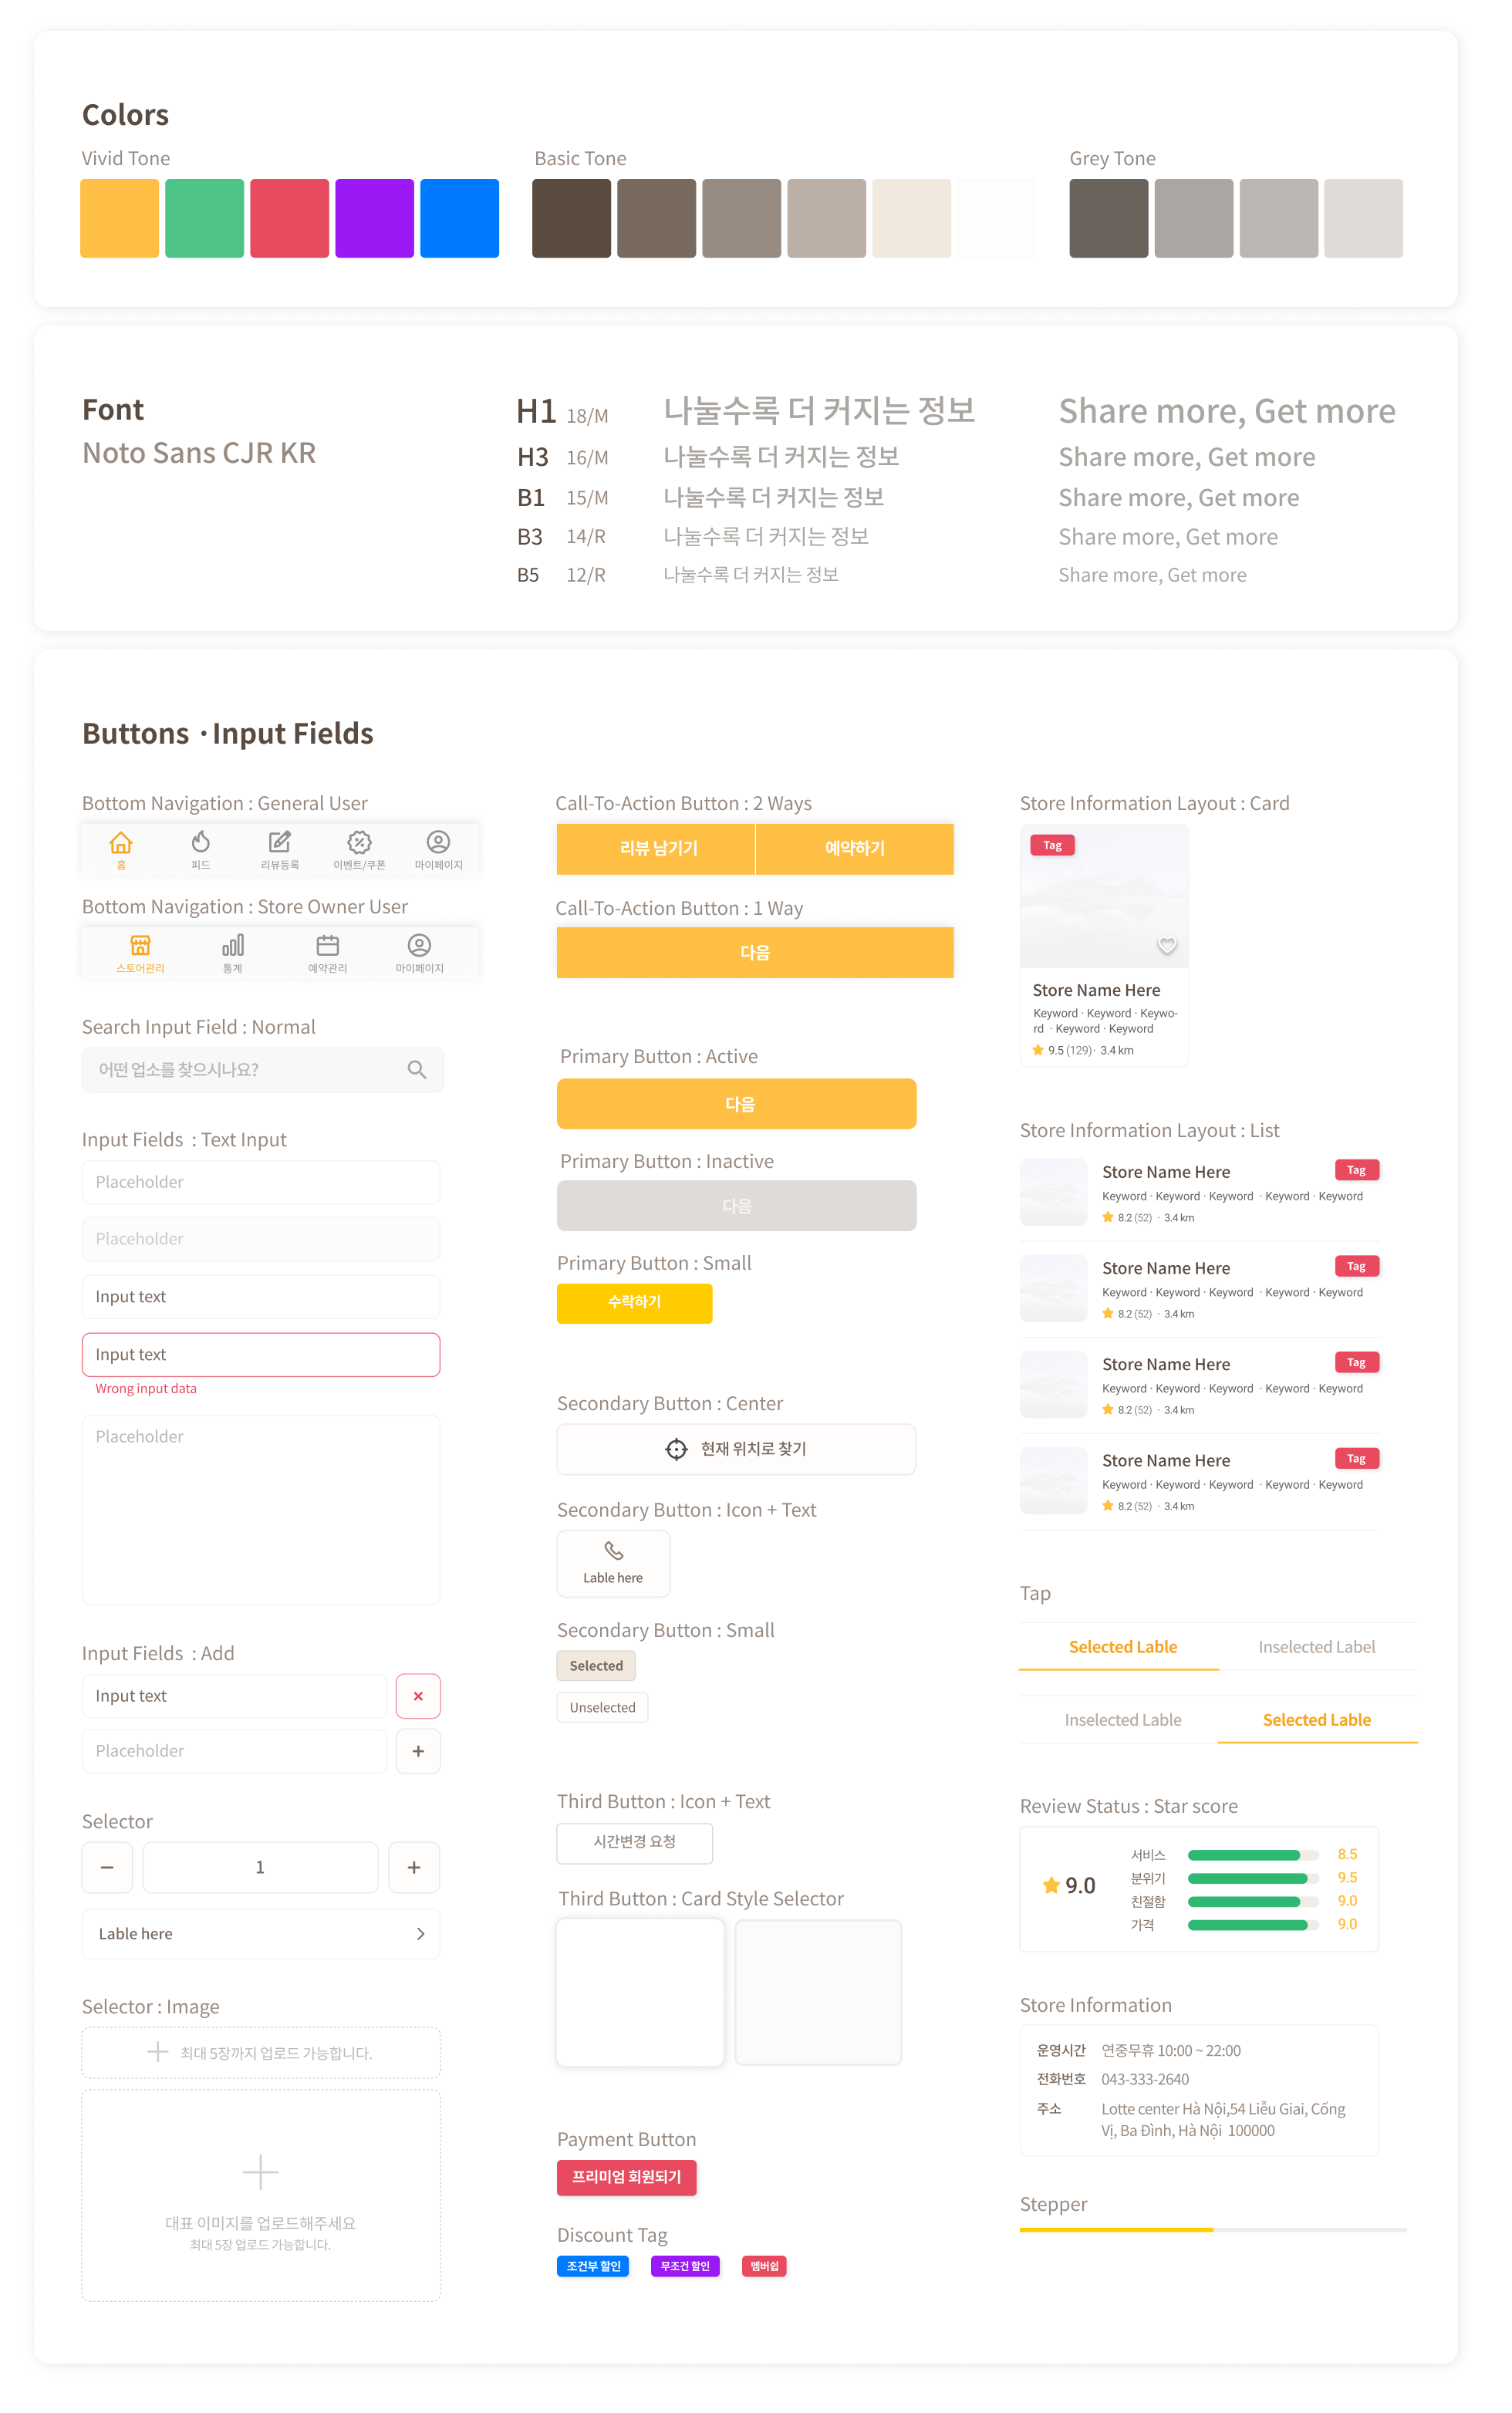 Colors
Vivid Tone
Basic Tone
Grey Tone
Font
Noto Sans CJR KR
H1 18/M 나눌수록 더 커지는 정보 Share more, Get more
H3 16/M 나눌수록 더 커지는 정보 Share more, Get more
B1 15/M 나눌수록 더 커지는 정보 Share more, Get more
B3 14/R 나눌수록 더 커지는 정보 Share more, Get more
B5 12/R 나눌수록 더 커지는 정보 Share more, Get more
Buttons · Input Fields
Bottom Navigation : General User
홈 피드 리뷰등록 이벤트/쿠폰 마이페이지
Bottom Navigation : Store Owner User
스토어관리 통계 예약관리 마이페이지
Search Input Field : Normal
어떤 업소를 찾으시나요?
Input Fields : Text Input
Placeholder
Placeholder
Input text
Input text
Wrong input data
Placeholder
Input Fields : Add
Input text
Placeholder
Selector
1
Lable here
Selector : Image
최대 5장까지 업로드 가능합니다.
대표 이미지를 업로드해주세요
최대 5장 업로드 가능합니다.
Call-To-Action Button : 2 Ways
리뷰 남기기 예약하기
Call-To-Action Button : 1 Way
다음
Primary Button : Active
다음
Primary Button : Inactive
다음
Primary Button : Small
수락하기
Secondary Button : Center
현재 위치로 찾기
Secondary Button : Icon + Text
Lable here
Secondary Button : Small
Selected
Unselected
Third Button : Icon + Text
시간변경 요청
Third Button : Card Style Selector
Payment Button
프리미엄 회원되기
Discount Tag
조건부 할인 무조건 할인 멤버쉽
Store Information Layout : Card
Tag
Store Name Here
Keyword · Keyword · Keywo-
rd · Keyword · Keyword
9.5 (129) · 3.4 km
Store Information Layout : List
Store Name Here Tag
Keyword · Keyword · Keyword · Keyword · Keyword
8.2 (52) · 3.4 km
Store Name Here Tag
Keyword · Keyword · Keyword · Keyword · Keyword
8.2 (52) · 3.4 km
Store Name Here Tag
Keyword · Keyword · Keyword · Keyword · Keyword
8.2 (52) · 3.4 km
Store Name Here Tag
Keyword · Keyword · Keyword · Keyword · Keyword
8.2 (52) · 3.4 km
Tap
Selected Lable Inselected Label
Inselected Lable Selected Lable
Review Status : Star score
9.0
서비스 8.5
분위기 9.5
친절함 9.0
가격 9.0
Store Information
운영시간 연중무휴 10:00 ~ 22:00
전화번호 043-333-2640
주소 Lotte center Hà Nội,54 Liễu Giai, Cống
Vị, Ba Đình, Hà Nội 100000
Stepper